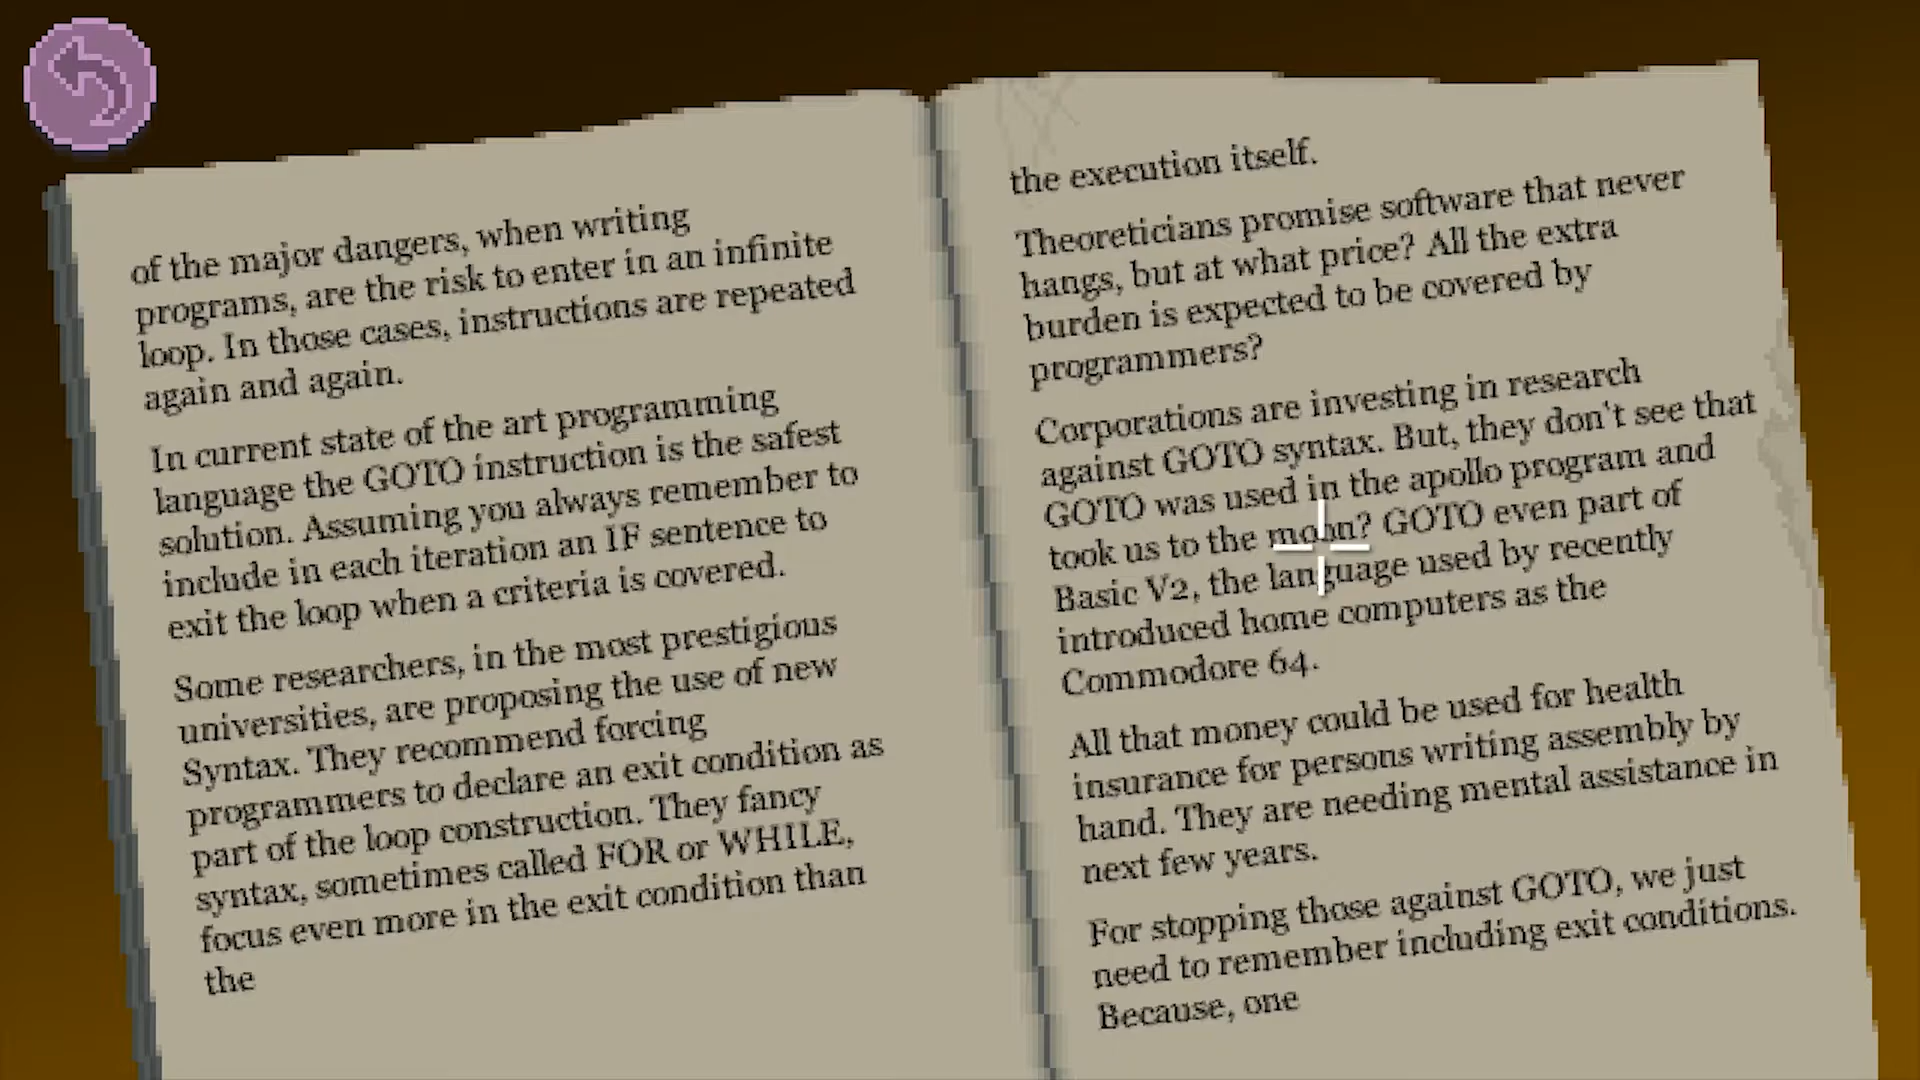 of the major dangers, when writing
programs, are the risk to enter in an infinite
loop. In those cases, instructions are repeated
again and again.
In current state of the art programming
language the GOTO instruction is the safest
solution. Assuming you always remember to
include in each iteration an IF sentence to
exit the loop when a criteria is covered.
Some researchers, in the most prestigious
universities, are proposing the use of new
Syntax. They recommend forcing
programmers to declare an exit condition as
part of the loop construction. They fancy
syntax, sometimes called FOR or WHILE,
focus even more in the exit condition than
the
the execution itself.
Theoreticians promise software that never
hangs, but at what price? All the extra
burden is expected to be covered by
programmers?
Corporations are investing in research
against GOTO syntax. But, they don't see that
GOTO was used in the apollo program and
took us to the moon? GOTO even part of
Basic V2, the language used by recently
introduced home computers as the
Commodore 64.
All that money could be used for health
insurance for persons writing assembly by
hand. They are needing mental assistance in
next few years.
For stopping those against GOTO, we just
need to remember including exit conditions.
Because, one